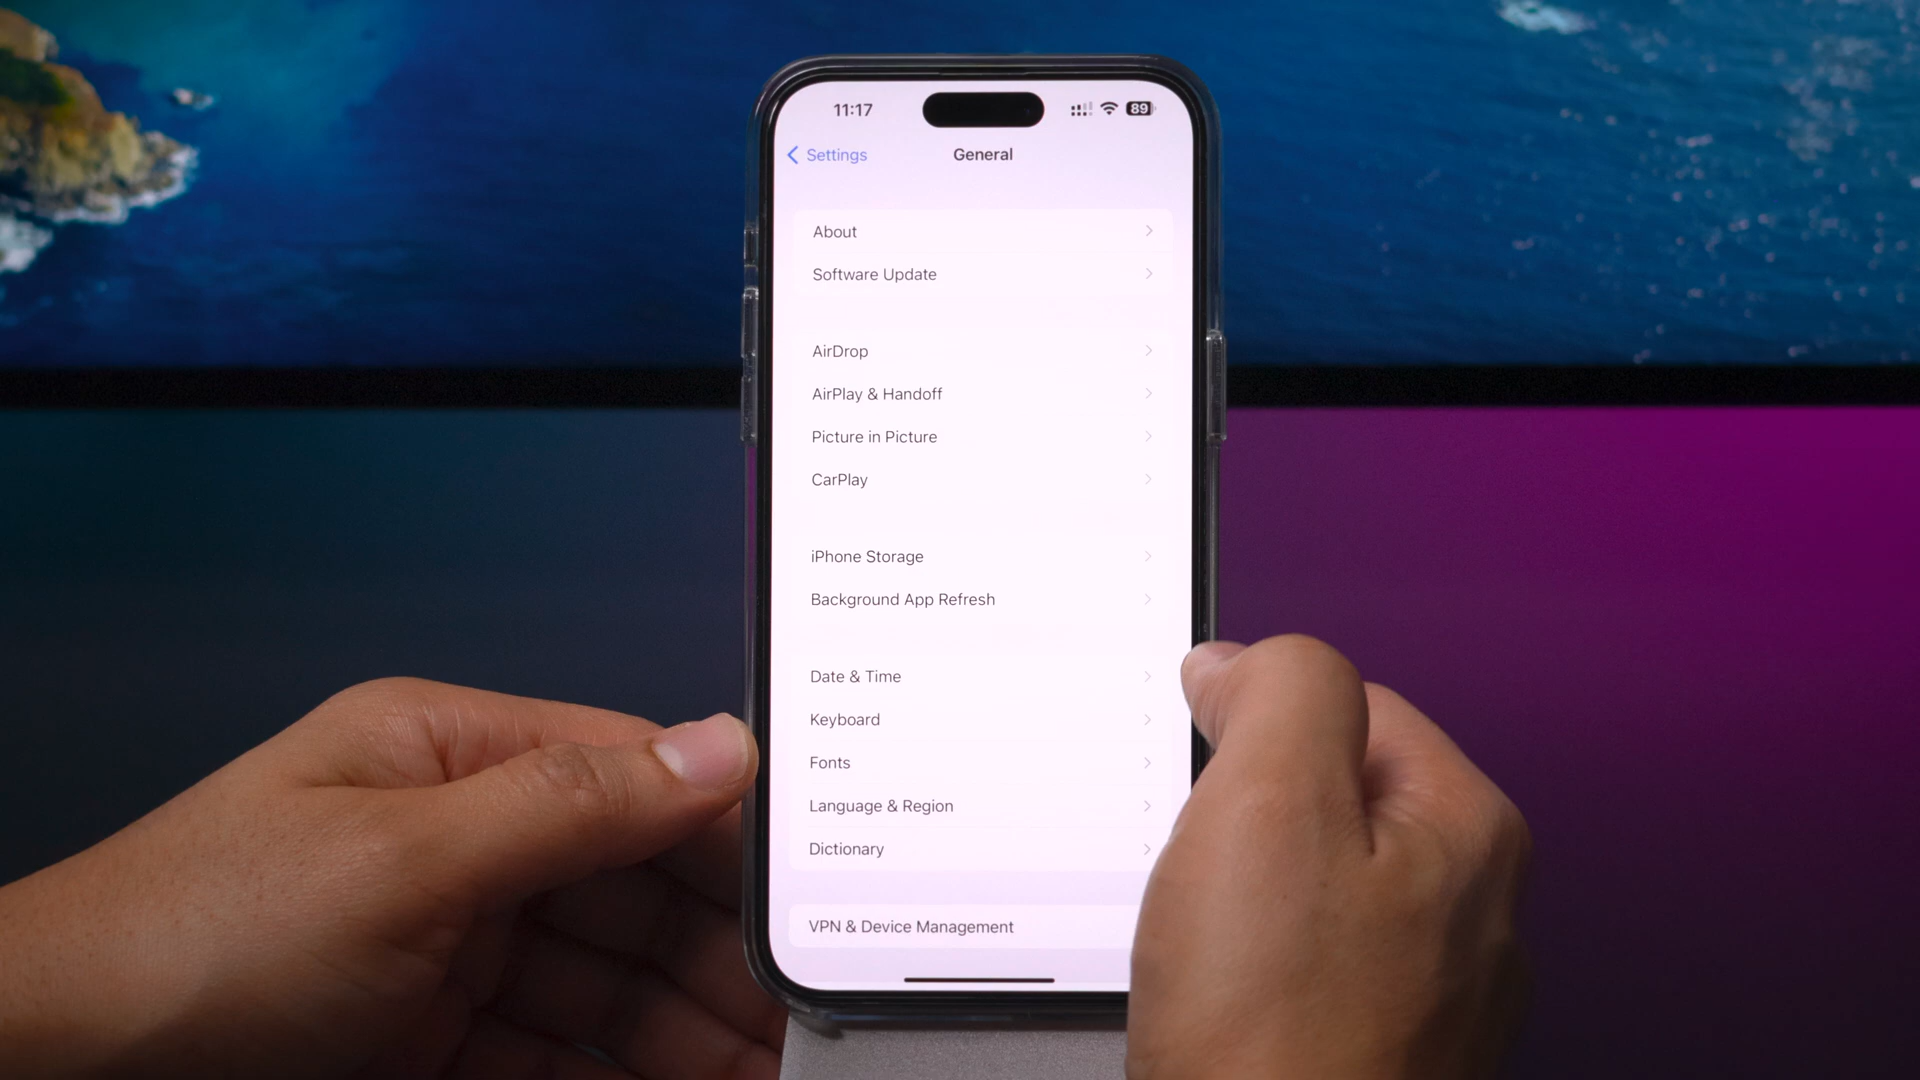 11:17
89
Settings
General
About
Software Update
AirDrop
AirPlay & Handoff
Picture in Picture
CarPlay
iPhone Storage
Background App Refresh
Date & Time
Keyboard
Fonts
Language & Region
Dictionary
VPN & Device Management